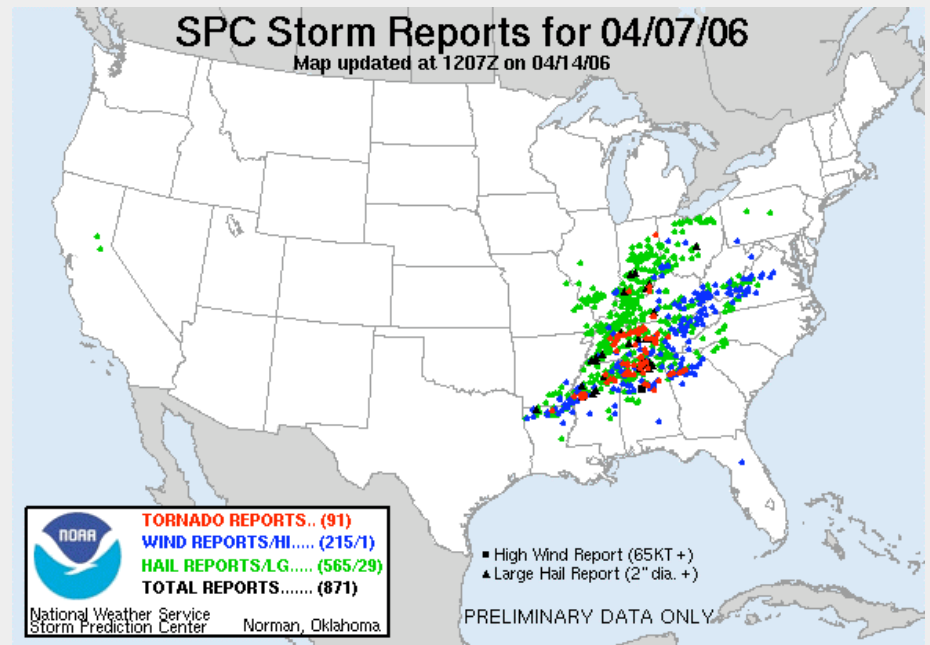 SPC Storm Reports for 04/07/06
Map updated at 1207Z on 04/14/06
NOAA
TORNADO REPORTS.. (91)
WIND REPORTS/HI..... (215/1)
HAIL REPORTS/LG..... (565/29)
TOTAL REPORTS....... (871)
National Weather Service
Storm Prediction Center Norman, Oklahoma
■ High Wind Report (65KT +)
▲ Large Hail Report (2" dia. +)
PRELIMINARY DATA ONLY